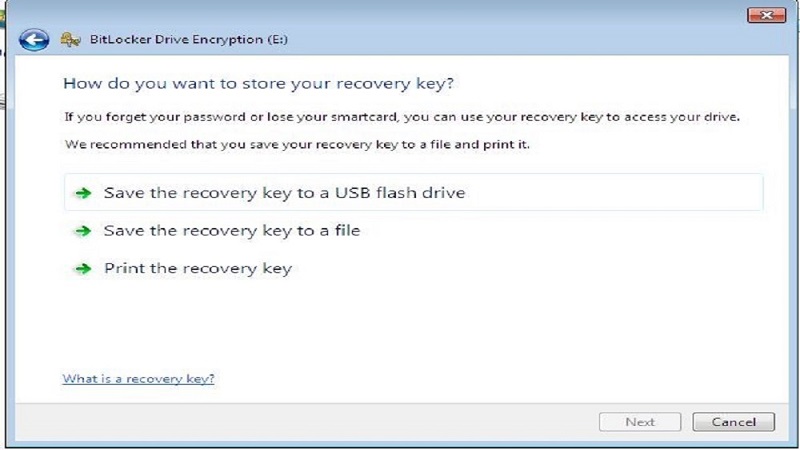 BitLocker Drive Encryption (E:)
How do you want to store your recovery key?
If you forget your password or lose your smartcard, you can use your recovery key to access your drive.
We recommended that you save your recovery key to a file and print it.
Save the recovery key to a USB flash drive
Save the recovery key to a file
Print the recovery key
What is a recovery key?
Next Cancel